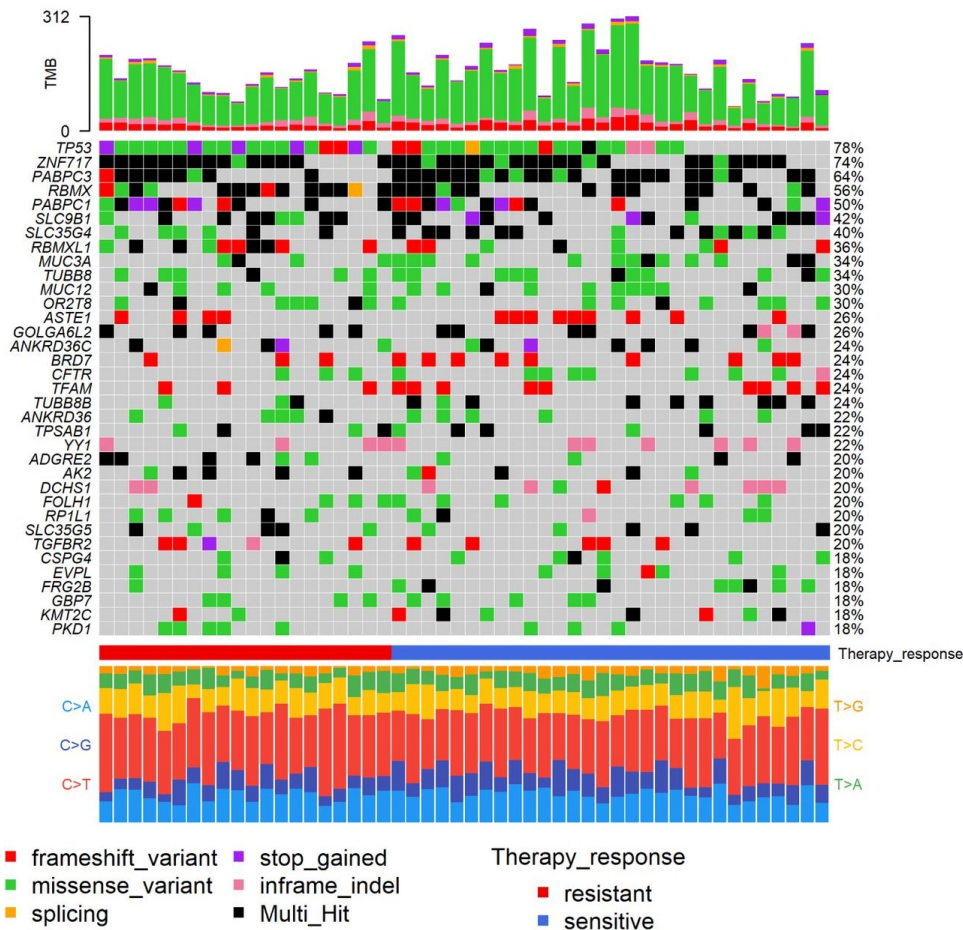 312
TMB
0
TP53 78%
ZNF717 74%
PABPC3 64%
RBMX 56%
PABPC1 50%
SLC9B1 42%
SLC35G4 40%
RBMXL1 36%
MUC3A 34%
TUBB8 34%
MUC12 30%
OR2T8 30%
ASTE1 26%
GOLGA6L2 26%
ANKRD36C 24%
BRD7 24%
CFTR 24%
TFAM 24%
TUBB8B 24%
ANKRD36 22%
TPSAB1 22%
YY1 22%
ADGRE2 20%
AK2 20%
DCHS1 20%
FOLH1 20%
RP1L1 20%
SLC35G5 20%
TGFBR2 20%
CSPG4 18%
EVPL 18%
FRG2B 18%
GBP7 18%
KMT2C 18%
PKD1 18%
Therapy_response
C>A T>G
C>G T>C
C>T T>A
frameshift_variant stop_gained Therapy_response
missense_variant inframe_indel resistant
splicing Multi_Hit sensitive